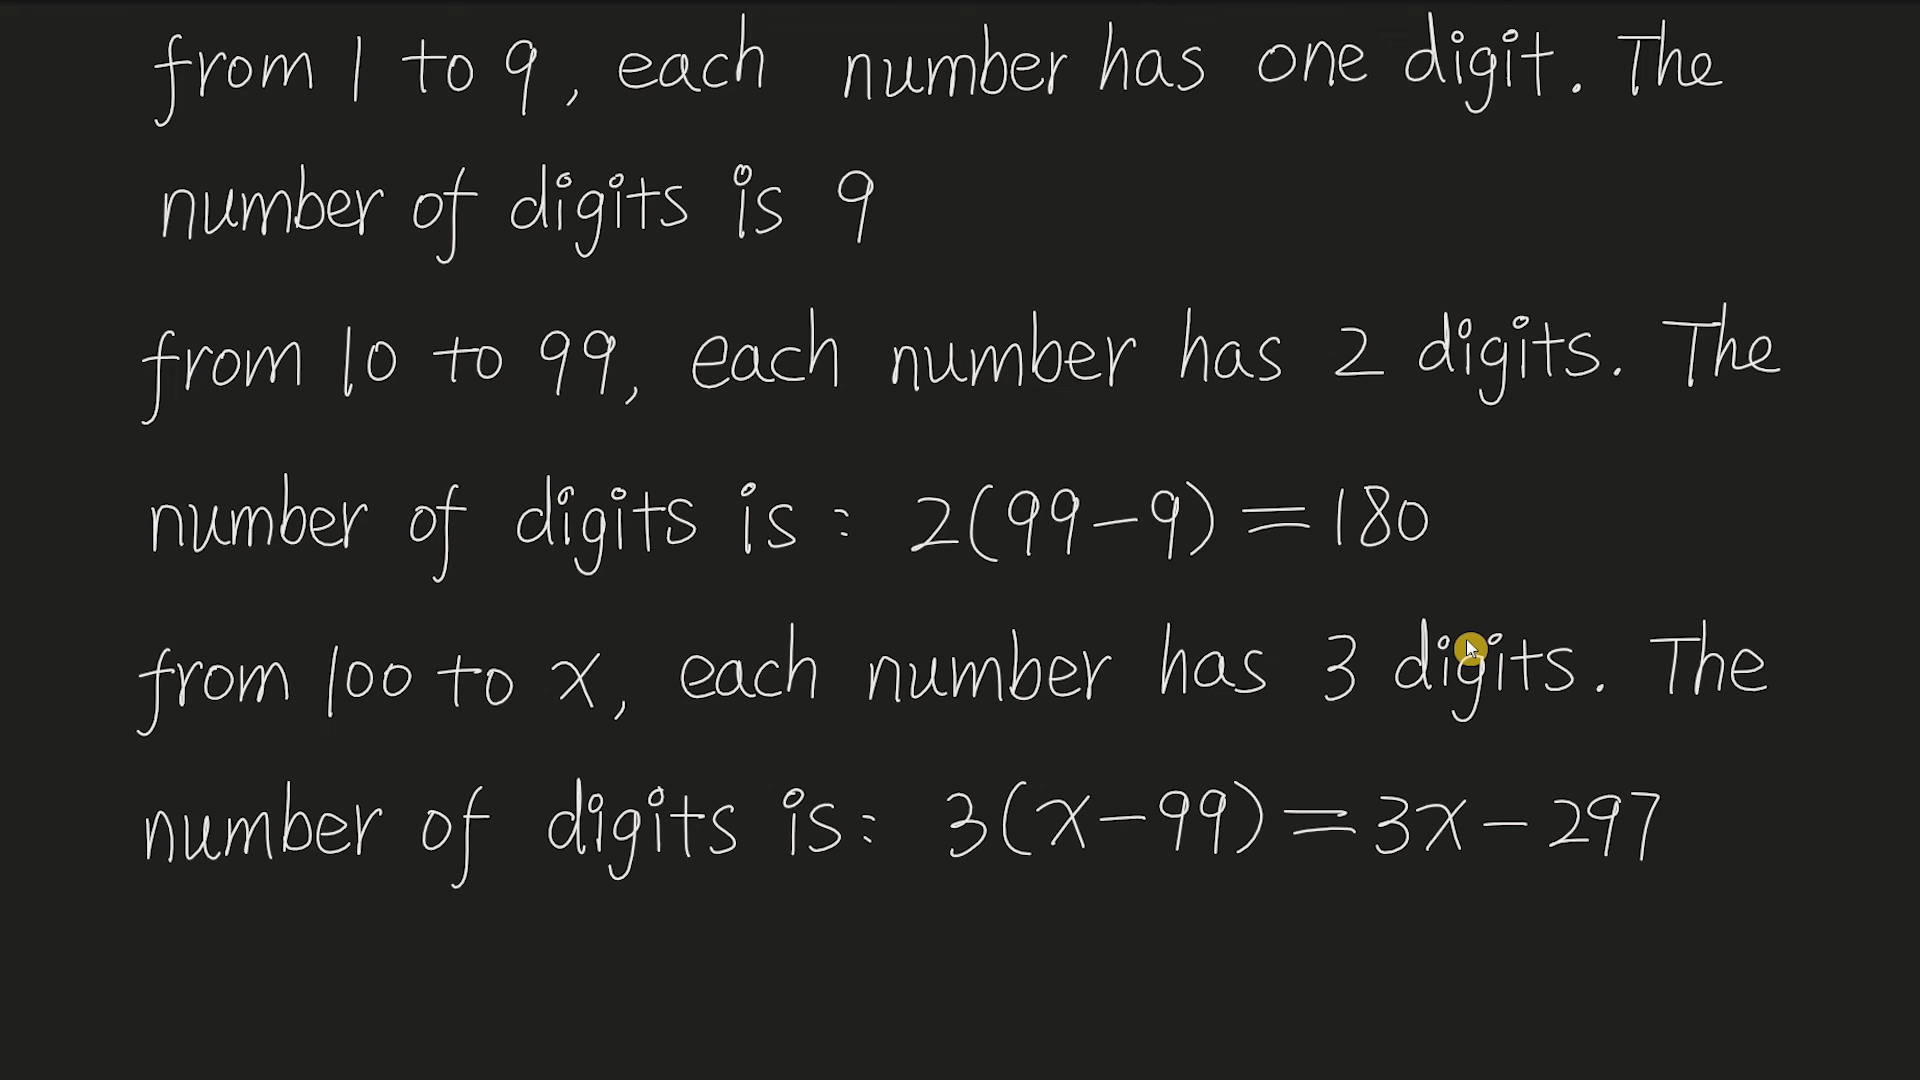 from 1 to 9, each number has one digit. The
number of digits is 9
from 10 to 99, each number has 2 digits. The
number of digits is: 2(99-9)=180
from 100 to x, each number has 3 digits. The
number of digits is: 3(x-99)=3x-297